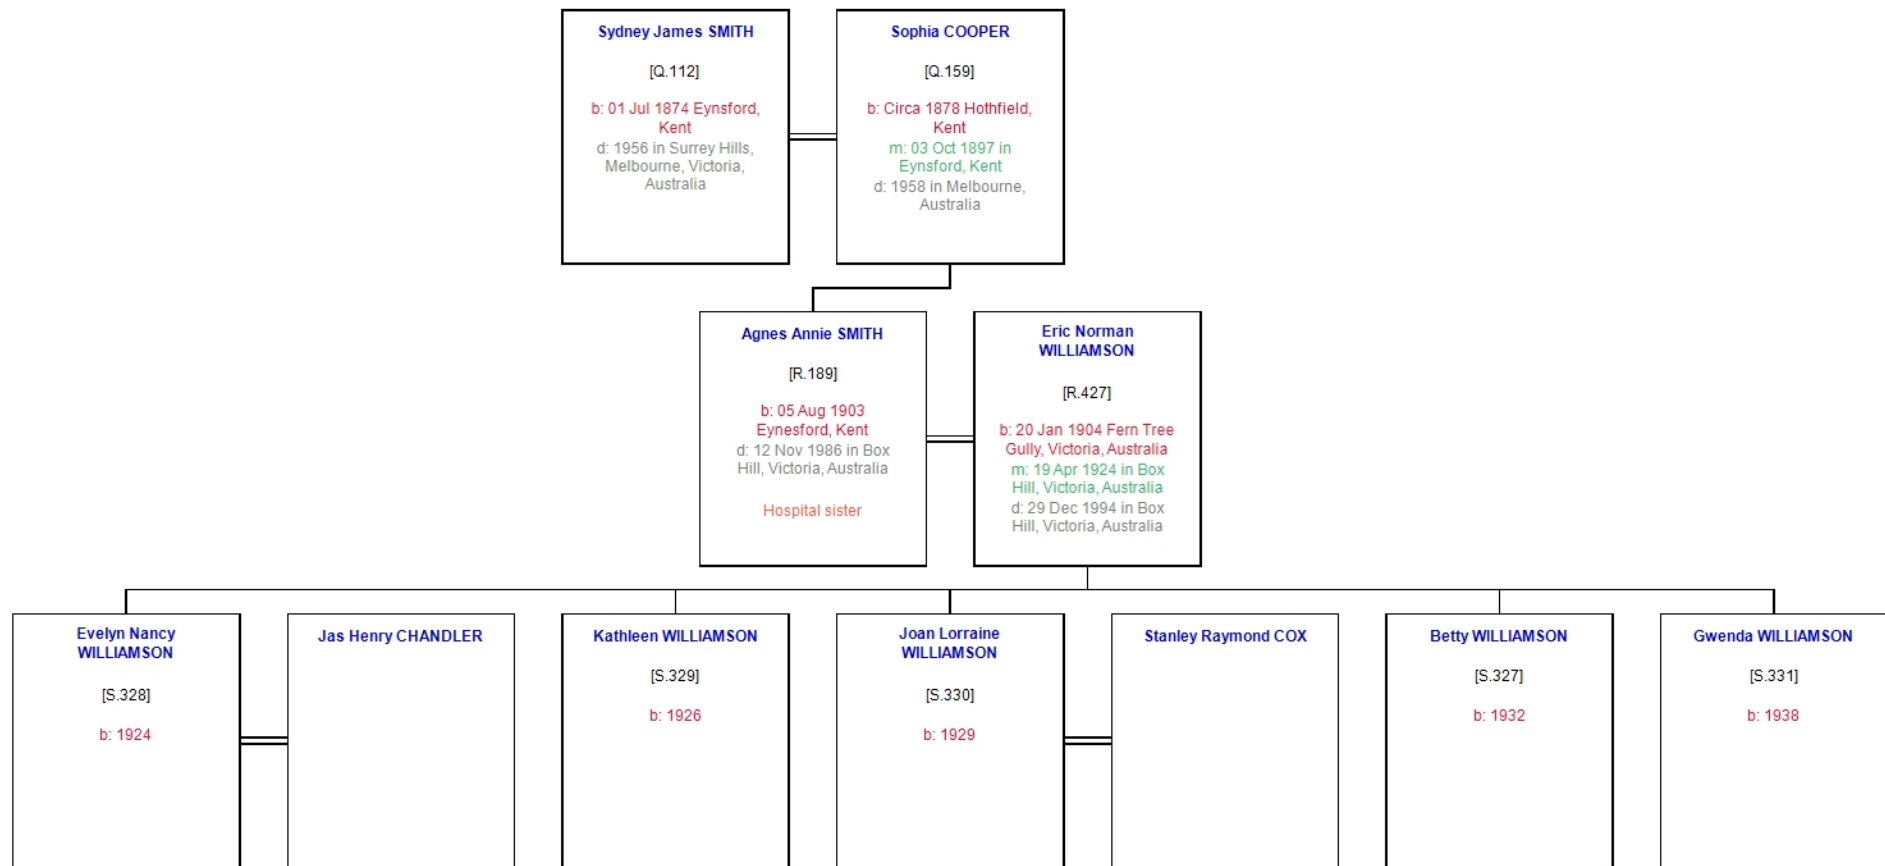 Sydney James SMITH
[Q.112]
b: 01 Jul 1874 Eynsford,
Kent
d: 1956 in Surrey Hills,
Melbourne, Victoria,
Australia
Sophia COOPER
[Q.159]
b: Circa 1878 Hothfield,
Kent
m: 03 Oct 1897 in
Eynsford, Kent
d: 1958 in Melbourne,
Australia
Agnes Annie SMITH
[R.189]
b: 05 Aug 1903
Eynesford, Kent
d: 12 Nov 1986 in Box
Hill, Victoria, Australia
Hospital sister
Eric Norman
WILLIAMSON
[R.427]
b: 20 Jan 1904 Fern Tree
Gully, Victoria, Australia
m: 19 Apr 1924 in Box
Hill, Victoria, Australia
d: 29 Dec 1994 in Box
Hill, Victoria, Australia
Evelyn Nancy
WILLIAMSON
[S.328]
b: 1924
Jas Henry CHANDLER
Kathleen WILLIAMSON
[S.329]
b: 1926
Joan Lorraine
WILLIAMSON
[S.330]
b: 1929
Stanley Raymond COX
Betty WILLIAMSON
[S.327]
b: 1932
Gwenda WILLIAMSON
[S.331]
b: 1938